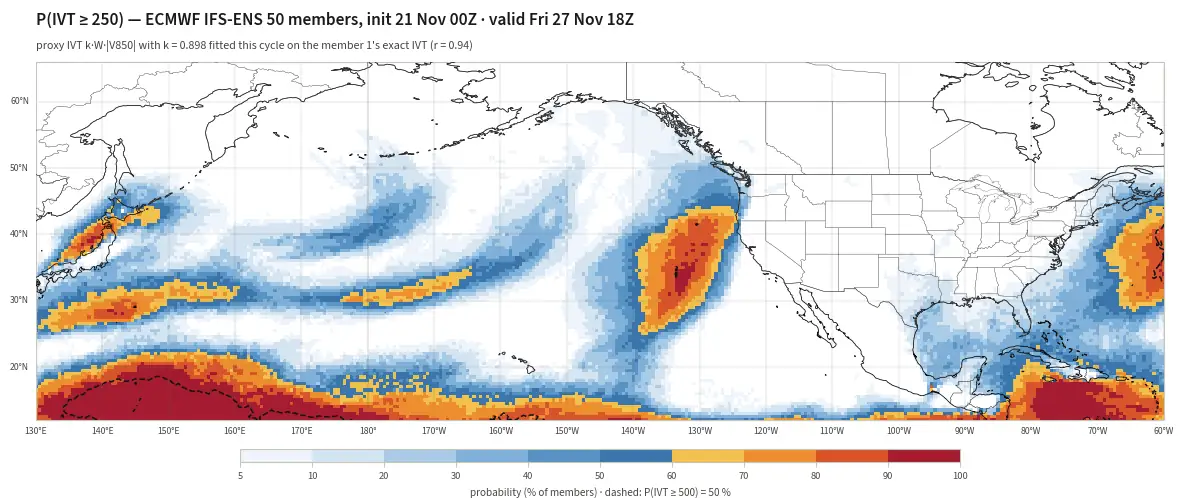 P(IVT ≥ 250) — ECMWF IFS-ENS 50 members, init 21 Nov 00Z · valid Fri 27 Nov 18Z
proxy IVT k·W·|V850| with k = 0.898 fitted this cycle on the member 1's exact IVT (r = 0.94)
60°N
50°N
40°N
30°N
20°N
130°E 140°E 150°E 160°E 170°E 180° 170°W 160°W 150°W 140°W 130°W 120°W 110°W 100°W 90°W 80°W 70°W 60°W
5 10 20 30 40 50 60 70 80 90 100
probability (% of members) · dashed: P(IVT ≥ 500) = 50 %